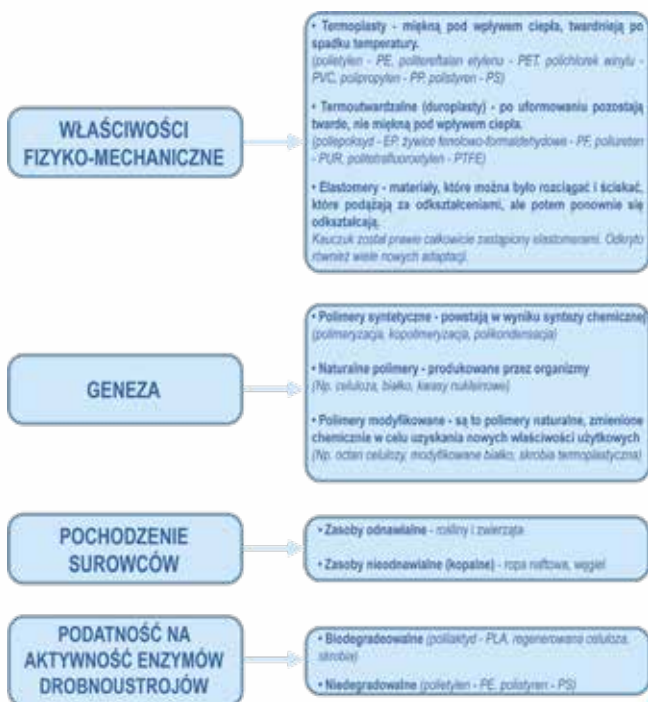 • Termoplasty - miękną pod wpływem ciepła, twardnieją po
spadku temperatury.
(polietylen - PE, politereftalan etylenu - PET, polichlorek winylu -
PVC, polipropylen - PP, polistyren - PS)
• Termoutwardzalne (duroplasty) - po uformowaniu pozostają
twarde, nie miękną pod wpływem ciepła.
(poliepoksyd - EP, żywice fenolowo-formaldehydowe - PF, poliuretan
- PUR, politetrafluoroetylen - PTFE)
• Elastomery - materiały, które można było rozciągać i ściskać,
które podążają za odkształceniami, ale potem ponownie się
odkształcają.
Kauczuk został prawie całkowicie zastąpiony elastomerami. Odkryto
również wiele nowych adaptacji.
WŁAŚCIWOŚCI
FIZYKO-MECHANICZNE
• Polimery syntetyczne - powstają w wyniku syntezy chemicznej
(polimeryzacja, kopolimeryzacja, polikondensacja)
• Naturalne polimery - produkowane przez organizmy
(Np. celuloza, białko, kwasy nukleinowe)
• Polimery modyfikowane - są to polimery naturalne, zmienione
chemicznie w celu uzyskania nowych właściwości użytkowych
(Np. octan celulozy, modyfikowane białko, skrobia termoplastyczna)
GENEZA
POCHODZENIE
SUROWCÓW
• Zasoby odnawialne - rośliny i zwierzęta
• Zasoby nieodnawialne (kopalne) - ropa naftowa, węgiel
PODATNOŚĆ NA
AKTYWNOŚĆ ENZYMÓW
DROBNOUSTROJÓW
• Biodegradeowalne (polilaktyd - PLA, regenerowana celuloza,
skrobia)
• Niedegradowalne (polietylen - PE, polistyren - PS)